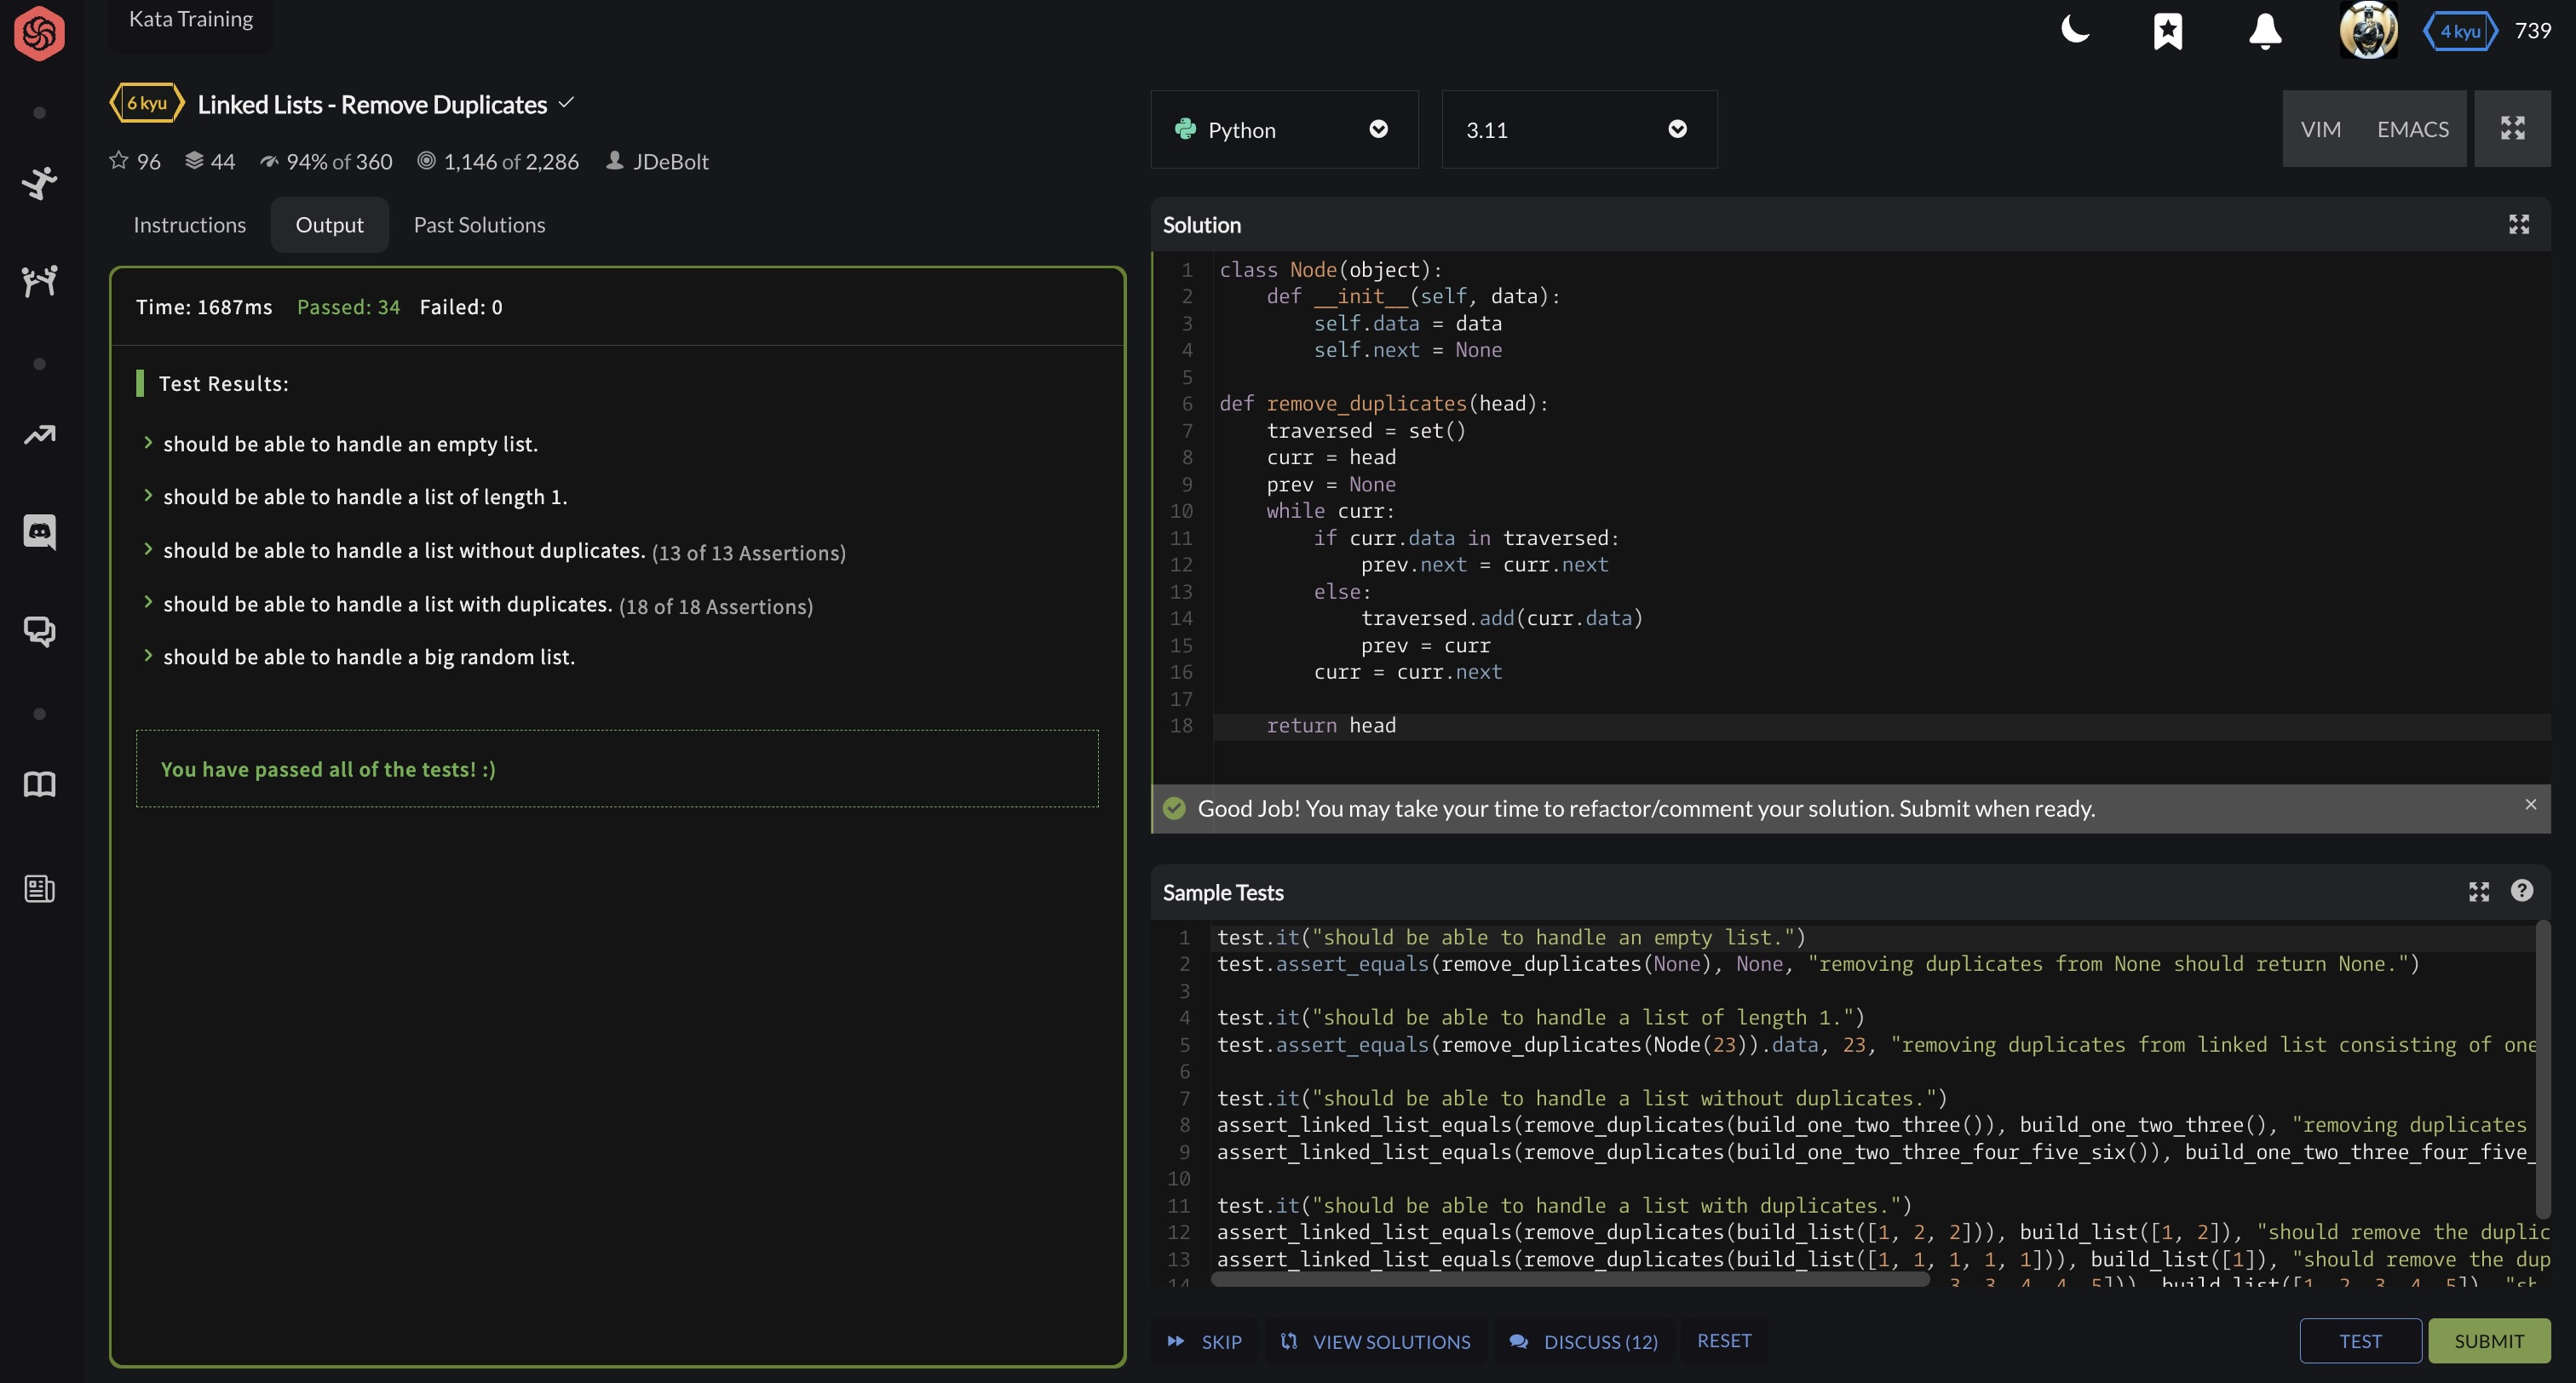 Kata Training
4 kyu 739
6 kyu Linked Lists - Remove Duplicates
96 44 94% of 360 1,146 of 2,286 JDeBolt
Instructions Output Past Solutions
Time: 1687ms Passed: 34 Failed: 0
Test Results:
should be able to handle an empty list.
should be able to handle a list of length 1.
should be able to handle a list without duplicates. (13 of 13 Assertions)
should be able to handle a list with duplicates. (18 of 18 Assertions)
should be able to handle a big random list.
You have passed all of the tests! :)
Python 3.11 VIM EMACS
Solution
1 class Node(object):
2     def __init__(self, data):
3         self.data = data
4         self.next = None
5
6 def remove_duplicates(head):
7     traversed = set()
8     curr = head
9     prev = None
10     while curr:
11         if curr.data in traversed:
12             prev.next = curr.next
13         else:
14             traversed.add(curr.data)
15             prev = curr
16         curr = curr.next
17
18     return head
Good Job! You may take your time to refactor/comment your solution. Submit when ready.
Sample Tests
1 test.it("should be able to handle an empty list.")
2 test.assert_equals(remove_duplicates(None), None, "removing duplicates from None should return None.")
3
4 test.it("should be able to handle a list of length 1.")
5 test.assert_equals(remove_duplicates(Node(23)).data, 23, "removing duplicates from linked list consisting of one
6
7 test.it("should be able to handle a list without duplicates.")
8 assert_linked_list_equals(remove_duplicates(build_one_two_three()), build_one_two_three(), "removing duplicates
9 assert_linked_list_equals(remove_duplicates(build_one_two_three_four_five_six()), build_one_two_three_four_five_
10
11 test.it("should be able to handle a list with duplicates.")
12 assert_linked_list_equals(remove_duplicates(build_list([1, 2, 2])), build_list([1, 2]), "should remove the duplic
13 assert_linked_list_equals(remove_duplicates(build_list([1, 1, 1, 1, 1])), build_list([1]), "should remove the dup
14 3, 3, 4, 4, 5])), build_list([1, 2, 3, 4, 5]), "sh
SKIP VIEW SOLUTIONS DISCUSS (12) RESET TEST SUBMIT